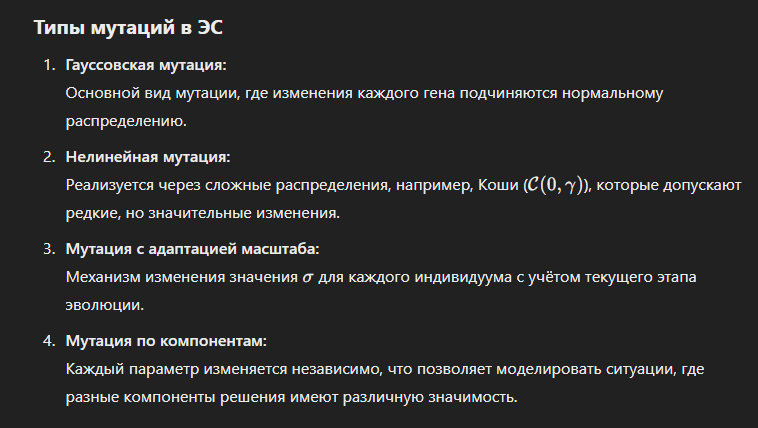 Типы мутаций в ЭС
1. Гауссовская мутация:
Основной вид мутации, где изменения каждого гена подчиняются нормальному
распределению.
2. Нелинейная мутация:
Реализуется через сложные распределения, например, Коши (𝒞(0, γ)), которые допускают
редкие, но значительные изменения.
3. Мутация с адаптацией масштаба:
Механизм изменения значения σ для каждого индивидуума с учётом текущего этапа
эволюции.
4. Мутация по компонентам:
Каждый параметр изменяется независимо, что позволяет моделировать ситуации, где
разные компоненты решения имеют различную значимость.